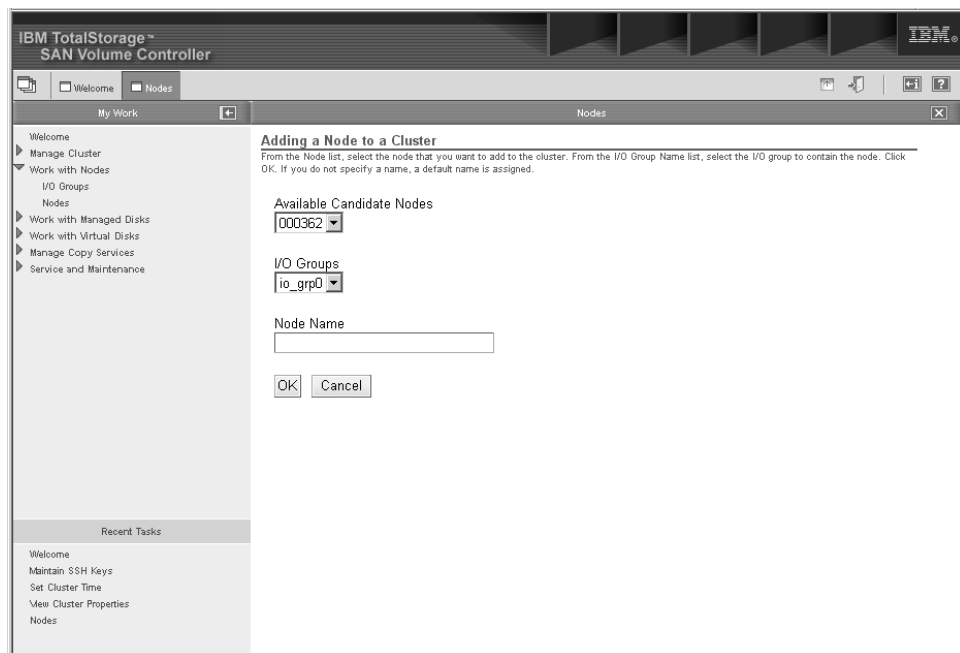 IBM TotalStorage™
SAN Volume Controller
IBM®
Welcome
Nodes
My Work
Nodes
Welcome
Manage Cluster
Work with Nodes
I/O Groups
Nodes
Work with Managed Disks
Work with Virtual Disks
Manage Copy Services
Service and Maintenance
Adding a Node to a Cluster
From the Node list, select the node that you want to add to the cluster. From the I/O Group Name list, select the I/O group to contain the node. Click
OK. If you do not specify a name, a default name is assigned.
Available Candidate Nodes
000362
I/O Groups
io_grp0
Node Name
OK Cancel
Recent Tasks
Welcome
Maintain SSH Keys
Set Cluster Time
View Cluster Properties
Nodes